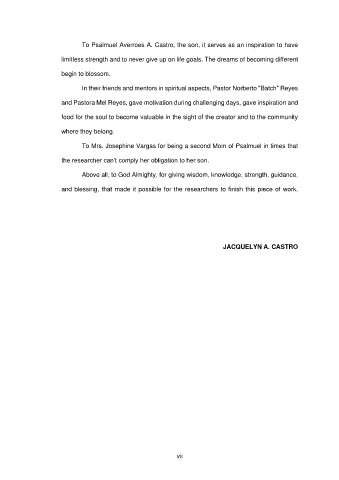 To Psalmuel Averroes A. Castro, the son, it serves as an inspiration to have
limitless strength and to never give up on life goals. The dreams of becoming different
begin to blossom.
In their friends and mentors in spiritual aspects, Pastor Norberto "Batch" Reyes
and Pastora Mel Reyes, gave motivation during challenging days, gave inspiration and
food for the soul to become valuable in the sight of the creator and to the community
where they belong.
To Mrs. Josephine Vargas for being a second Mom of Psalmuel in times that
the researcher can't comply her obligation to her son.
Above all, to God Almighty, for giving wisdom, knowledge, strength, guidance,
and blessing, that made it possible for the researchers to finish this piece of work.
JACQUELYN A. CASTRO
vii